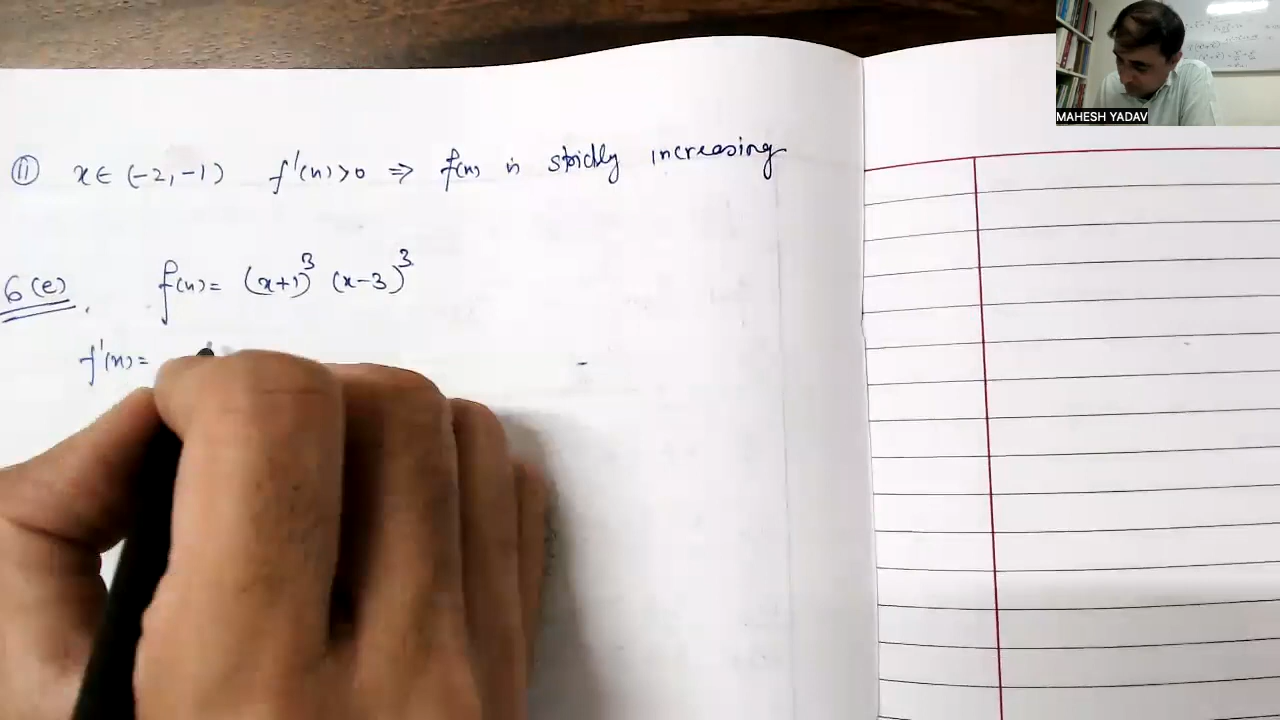 (ii) x ∈ (-2, -1) f'(x) > 0 ⇒ f(x) is strictly increasing
6(e). f(x) = (x+1)³ (x-3)³
f'(x) =
MAHESH YADAV